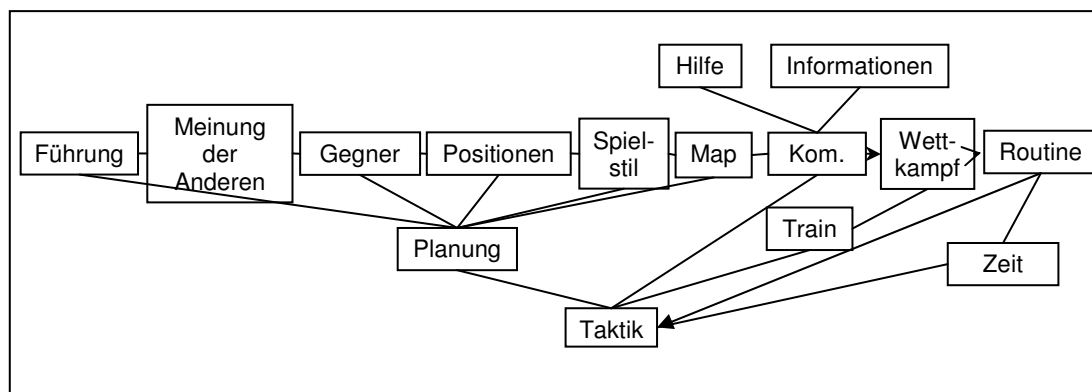 Hilfe
Informationen
Führung
Meinung
der
Anderen
Gegner
Positionen
Spiel-
stil
Map
Kom.
Wett-
kampf
Routine
Train
Planung
Zeit
Taktik